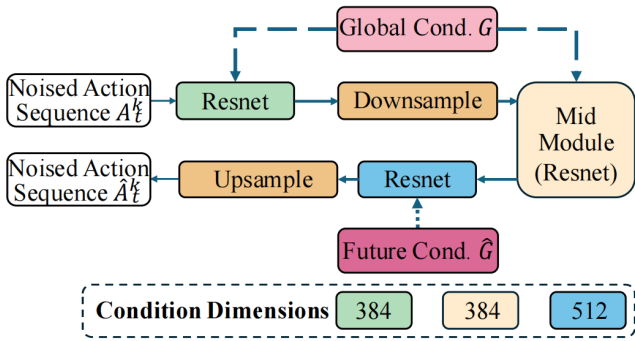 Global Cond. G
Noised Action
Sequence A_t^k
Resnet
Downsample
Mid
Module
(Resnet)
Noised Action
Sequence Â_t^k
Upsample
Resnet
Future Cond. Ĝ
Condition Dimensions 384 384 512